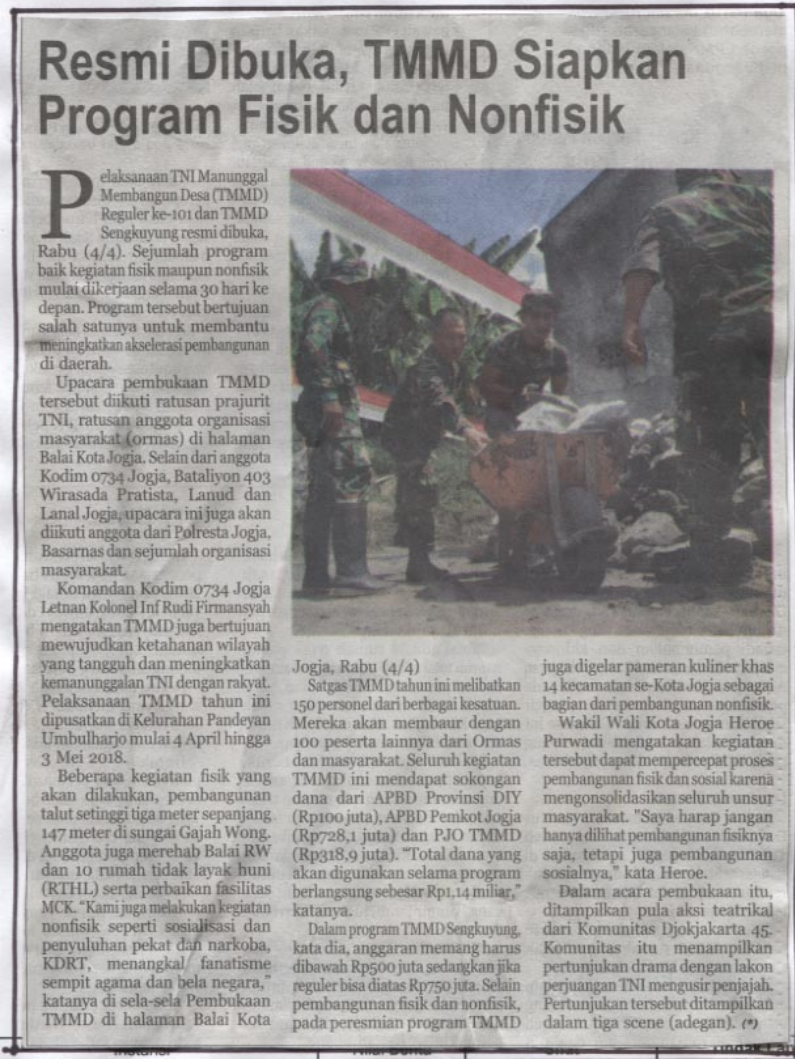 Resmi Dibuka, TMMD Siapkan
Program Fisik dan Nonfisik
Pelaksanaan TNI Manunggal
Membangun Desa (TMMD)
Reguler ke-101 dan TMMD
Sengkuyung resmi dibuka,
Rabu (4/4). Sejumlah program
baik kegiatan fisik maupun nonfisik
mulai dikerjaan selama 30 hari ke
depan. Program tersebut bertujuan
salah satunya untuk membantu
meningkatkan akselerasi pembangunan
di daerah.
Upacara pembukaan TMMD
tersebut diikuti ratusan prajurit
TNI, ratusan anggota organisasi
masyarakat (ormas) di halaman
Balai Kota Jogja. Selain dari anggota
Kodim 0734 Jogja, Bataliyon 403
Wirasada Pratista, Lanud dan
Lanal Jogja, upacara ini juga akan
diikuti anggota dari Polresta Jogja,
Basarnas dan sejumlah organisasi
masyarakat.
Komandan Kodim 0734 Jogja
Letnan Kolonel Inf Rudi Firmansyah
mengatakan TMMD juga bertujuan
mewujudkan ketahanan wilayah
yang tangguh dan meningkatkan
kemanunggalan TNI dengan rakyat.
Pelaksanaan TMMD tahun ini
dipusatkan di Kelurahan Pandeyan
Umbulharjo mulai 4 April hingga
3 Mei 2018.
Beberapa kegiatan fisik yang
akan dilakukan, pembangunan
talut setinggi tiga meter sepanjang
147 meter di sungai Gajah Wong.
Anggota juga merehab Balai RW
dan 10 rumah tidak layak huni
(RTHL) serta perbaikan fasilitas
MCK. "Kami juga melakukan kegiatan
nonfisik seperti sosialisasi dan
penyuluhan pekat dan narkoba,
KDRT, menangkal fanatisme
sempit agama dan bela negara,"
katanya di sela-sela Pembukaan
TMMD di halaman Balai Kota
Jogja, Rabu (4/4)
Satgas TMMD tahun ini melibatkan
150 personel dari berbagai kesatuan.
Mereka akan membaur dengan
100 peserta lainnya dari Ormas
dan masyarakat. Seluruh kegiatan
TMMD ini mendapat sokongan
dana dari APBD Provinsi DIY
(Rp100 juta), APBD Pemkot Jogja
(Rp728,1 juta) dan PJO TMMD
(Rp318,9 juta). "Total dana yang
akan digunakan selama program
berlangsung sebesar Rp1,14 miliar,"
katanya.
Dalam program TMMD Sengkuyung,
kata dia, anggaran memang harus
dibawah Rp500 juta sedangkan jika
reguler bisa diatas Rp750 juta. Selain
pembangunan fisik dan nonfisik,
pada peresmian program TMMD
juga digelar pameran kuliner khas
14 kecamatan se-Kota Jogja sebagai
bagian dari pembangunan nonfisik.
Wakil Wali Kota Jogja Heroe
Purwadi mengatakan kegiatan
tersebut dapat mempercepat proses
pembangunan fisik dan sosial karena
mengonsolidasikan seluruh unsur
masyarakat. "Saya harap jangan
hanya dilihat pembangunan fisiknya
saja, tetapi juga pembangunan
sosialnya," kata Heroe.
Dalam acara pembukaan itu,
ditampilkan pula aksi teatrikal
dari Komunitas Djokjakarta 45.
Komunitas itu menampilkan
pertunjukan drama dengan lakon
perjuangan TNI mengusir penjajah.
Pertunjukan tersebut ditampilkan
dalam tiga scene (adegan). (*)